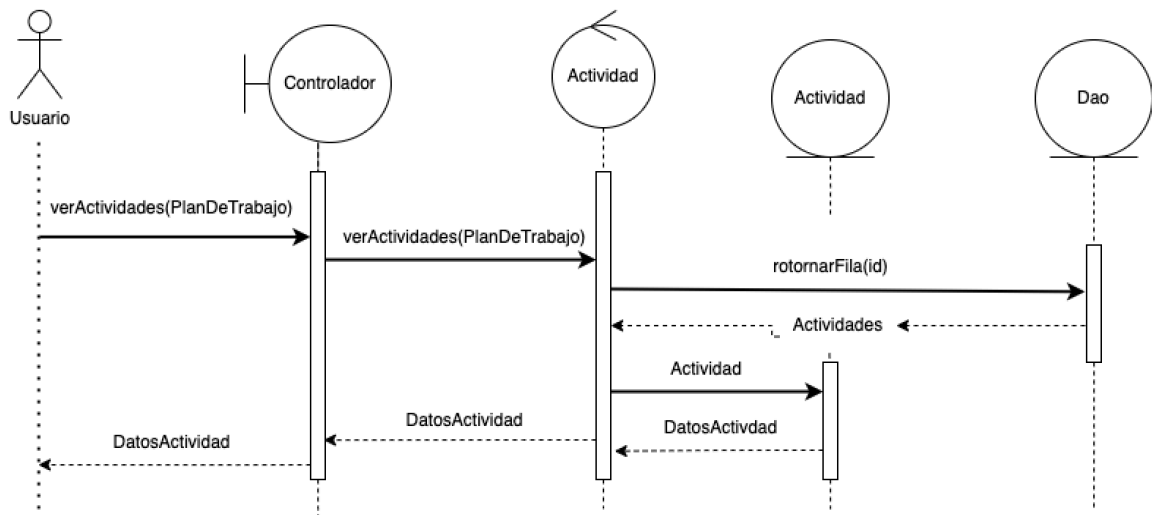 Usuario
Controlador
Actividad
Actividad
Dao
verActividades(PlanDeTrabajo)
verActividades(PlanDeTrabajo)
rotornarFila(id)
Actividades
Actividad
DatosActivdad
DatosActividad
DatosActividad